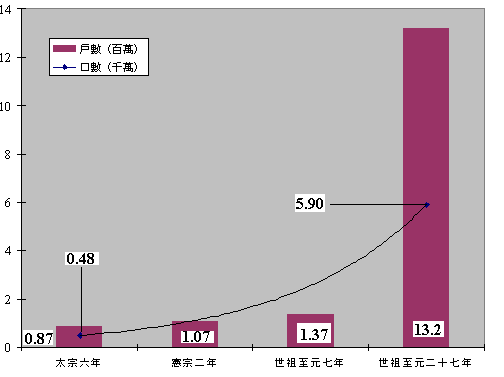 14
12
10
8
6
4
2
0
戶數（百萬）
口數（千萬）
5.90
0.48
0.87
1.07
1.37
13.2
太宗六年
憲宗二年
世祖至元七年
世祖至元二十七年